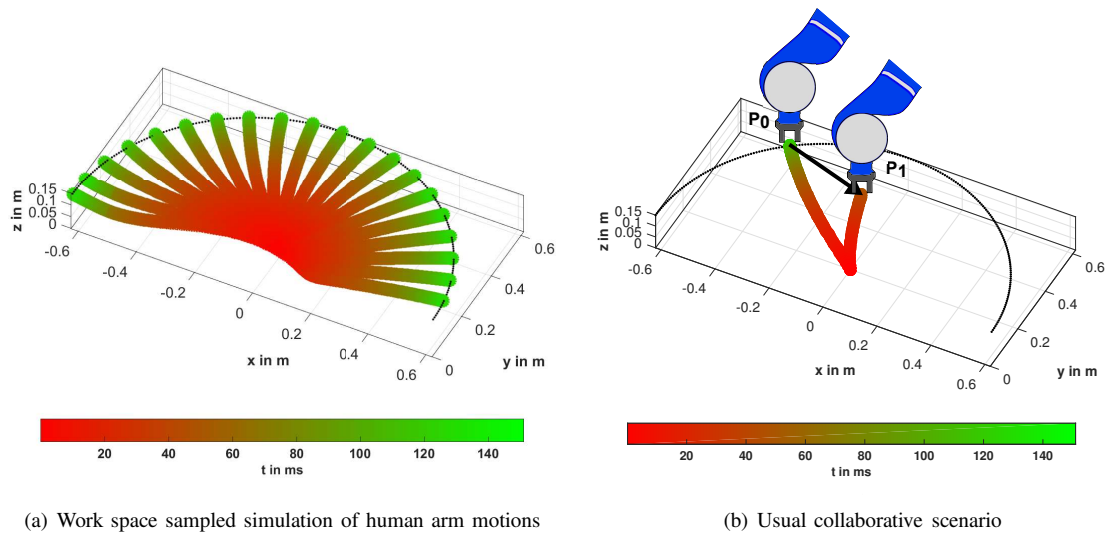 0.15
0.1
0.05
0
z in m
-0.6
-0.4
-0.2
0
0.2
0.4
0.6
x in m
0
0.2
0.4
0.6
y in m
20 40 60 80 100 120 140
t in ms
(a) Work space sampled simulation of human arm motions
P0
P1
0.15
0.1
0.05
0
z in m
-0.6
-0.4
-0.2
0
0.2
0.4
0.6
x in m
0
0.2
0.4
0.6
y in m
20 40 60 80 100 120 140
t in ms
(b) Usual collaborative scenario